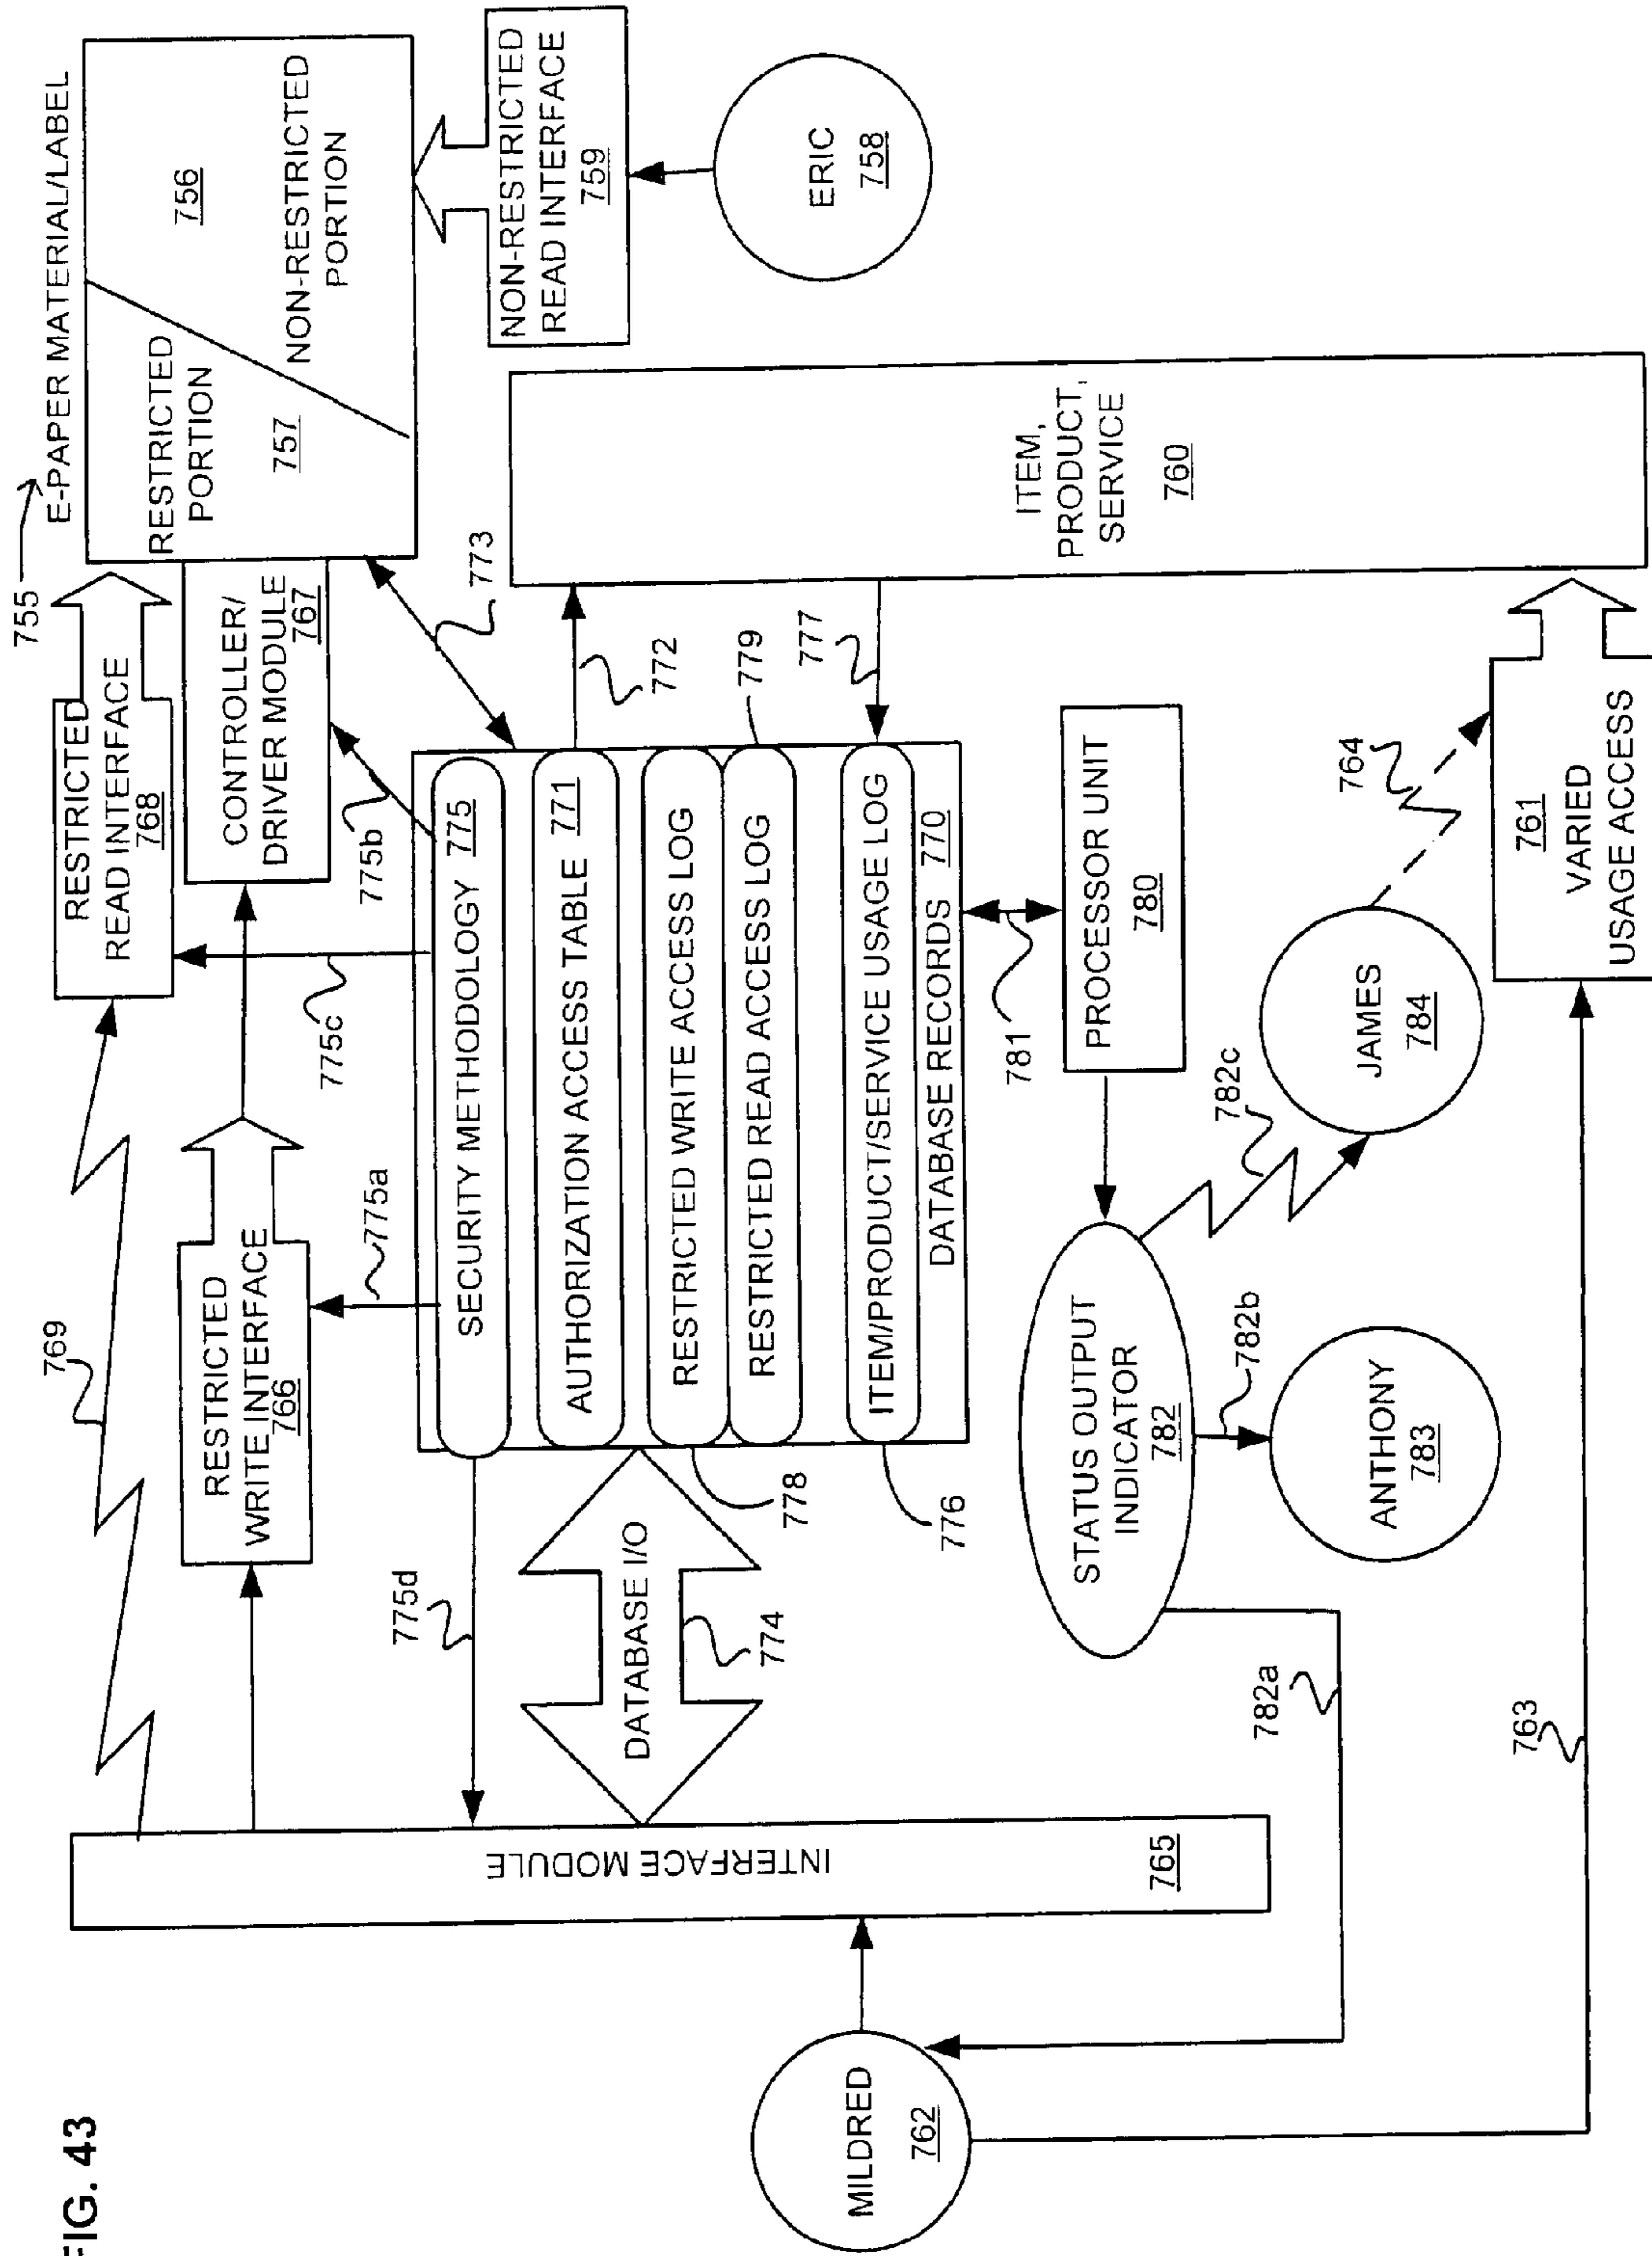 FIG. 43
755
E-PAPER MATERIAL/LABEL
RESTRICTED
PORTION
757
756
NON-RESTRICTED
PORTION
769
RESTRICTED
READ INTERFACE
768
RESTRICTED
WRITE INTERFACE
766
CONTROLLER/
DRIVER MODULE
767
NON-RESTRICTED
READ INTERFACE
759
ERIC
758
775a
775c
775b
773
775d
INTERFACE MODULE
765
DATABASE I/O
774
SECURITY METHODOLOGY 775
AUTHORIZATION ACCESS TABLE 771
RESTRICTED WRITE ACCESS LOG
RESTRICTED READ ACCESS LOG
ITEM/PRODUCT/SERVICE USAGE LOG
DATABASE RECORDS 770
772
779
777
778
776
ITEM,
PRODUCT,
SERVICE
760
MILDRED
762
781
PROCESSOR UNIT
780
STATUS OUTPUT
INDICATOR
782
782a
782b
782c
ANTHONY
783
JAMES
784
764
763
761
VARIED
USAGE ACCESS